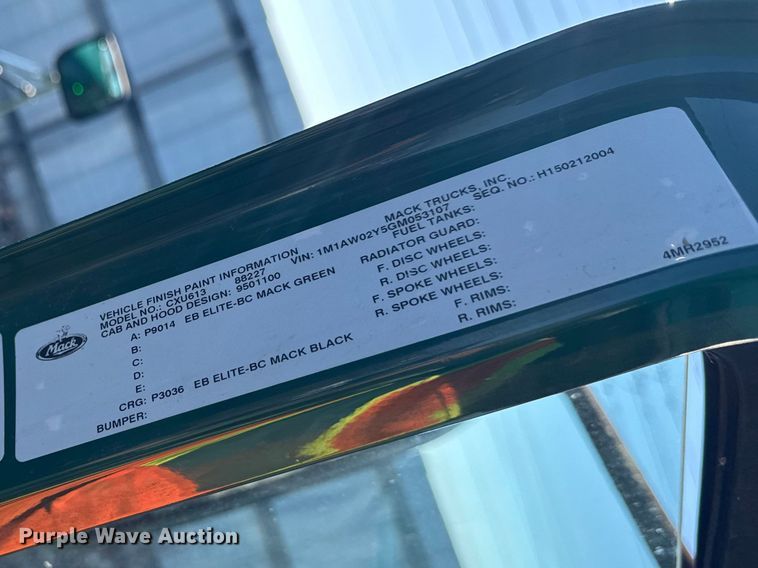 VEHICLE FINISH PAINT INFORMATION MACK TRUCKS, INC.
MODEL NO.: CXU613 88227 VIN: 1M1AW02Y5GM053107 SEQ. NO.: H150212004
CAB AND HOOD DESIGN: 9501100 FUEL TANKS:
A: P9014 EB ELITE-BC MACK GREEN RADIATOR GUARD:
B: F. DISC WHEELS:
C: R. DISC WHEELS:
D: F. SPOKE WHEELS:
E: R. SPOKE WHEELS:
CRG: P3036 EB ELITE-BC MACK BLACK F. RIMS:
BUMPER: R. RIMS:
4MR2952
Mack
Purple Wave Auction